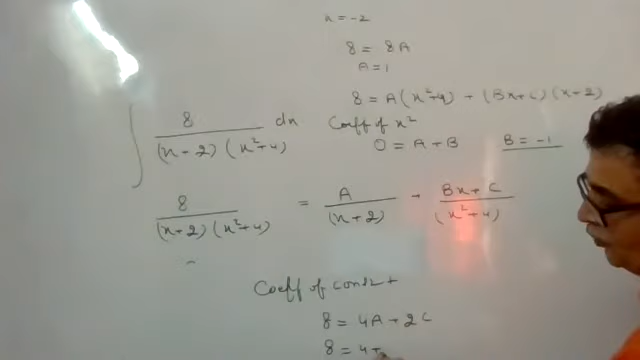 x = -2
8 = 8A
A = 1
8 = A(x²+4) + (Bx+C)(x+2)
∫ 8 / (x-2)(x²+4) dx
Coeff of x²
0 = A + B B = -1
8 / (x+2)(x²+4) = A / (x+2) + Bx+C / (x²+4)
Coeff of const
8 = 4A + 2C
8 = 4+